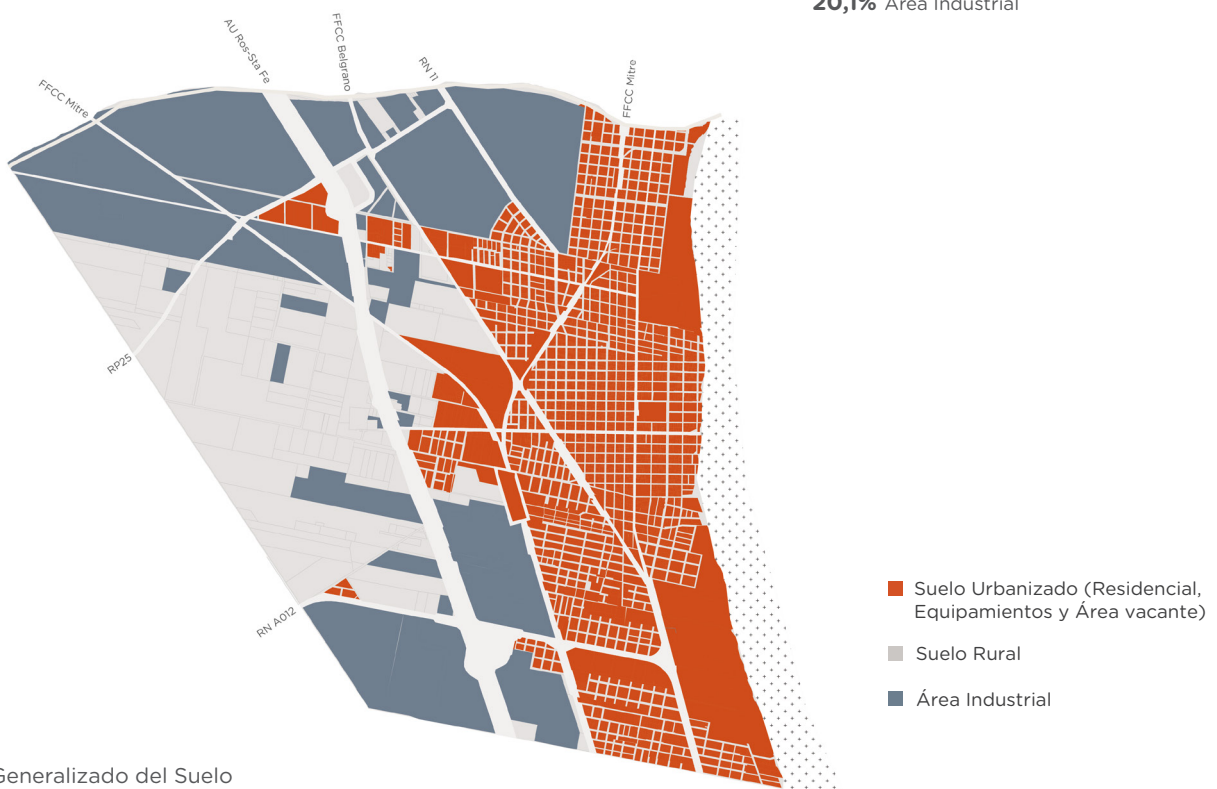 20,1% Área Industrial
FFCC Mitre
AU Ros-Sta Fe
FFCC Belgrano
RN 11
FFCC Mitre
RP25
RN A012
Suelo Urbanizado (Residencial,
Equipamientos y Área vacante)
Suelo Rural
Área Industrial
Generalizado del Suelo